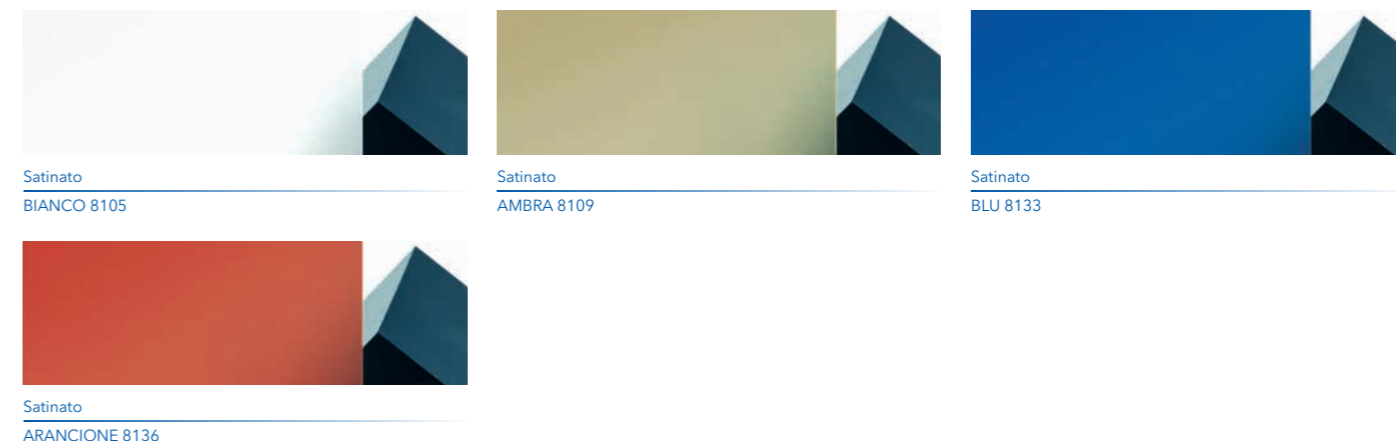 Satinato
BIANCO 8105
Satinato
AMBRA 8109
Satinato
BLU 8133
Satinato
ARANCIONE 8136